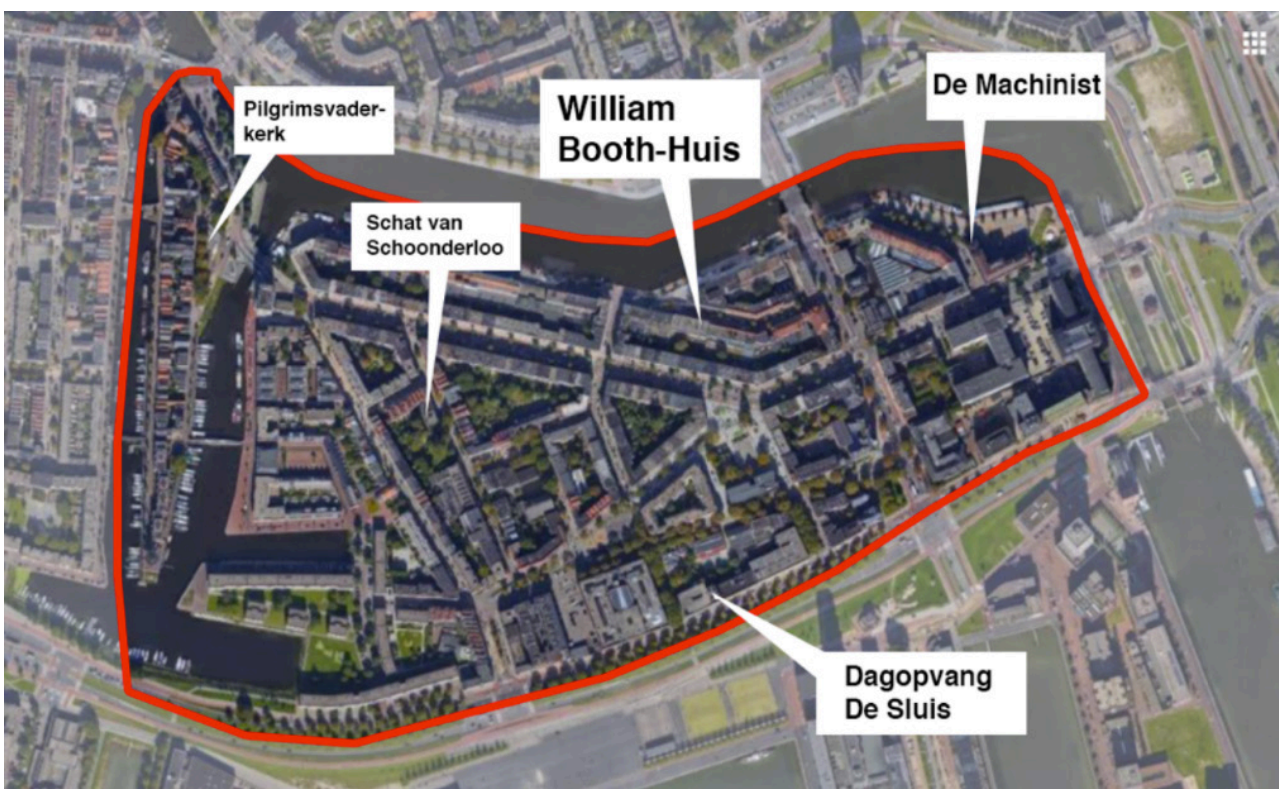 Pilgrimsvader-
kerk
William
Booth-Huis
De Machinist
Schat van
Schoonderloo
Dagopvang
De Sluis